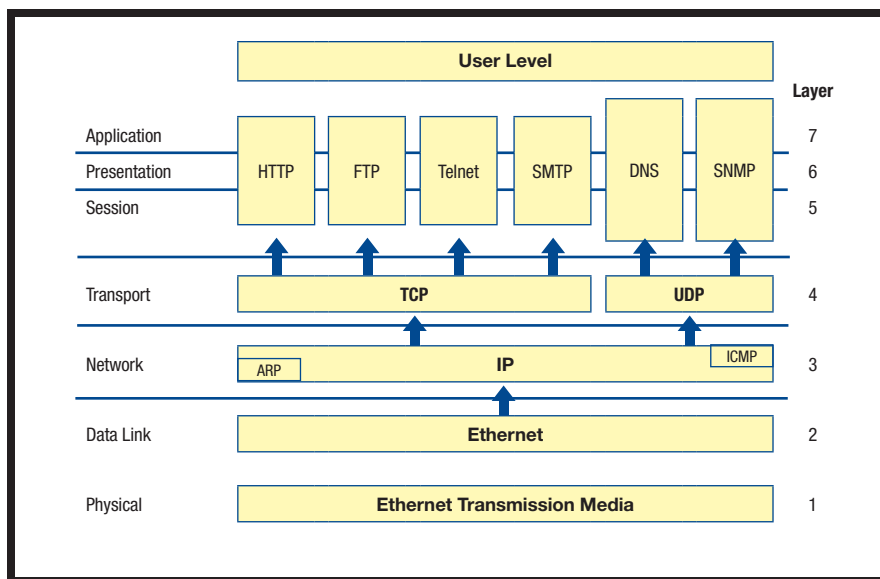 User Level
Layer
Application
7
Presentation
HTTP
FTP
Telnet
SMTP
DNS
SNMP
6
Session
5
Transport
TCP
UDP
4
Network
ARP
IP
ICMP
3
Data Link
Ethernet
2
Physical
Ethernet Transmission Media
1